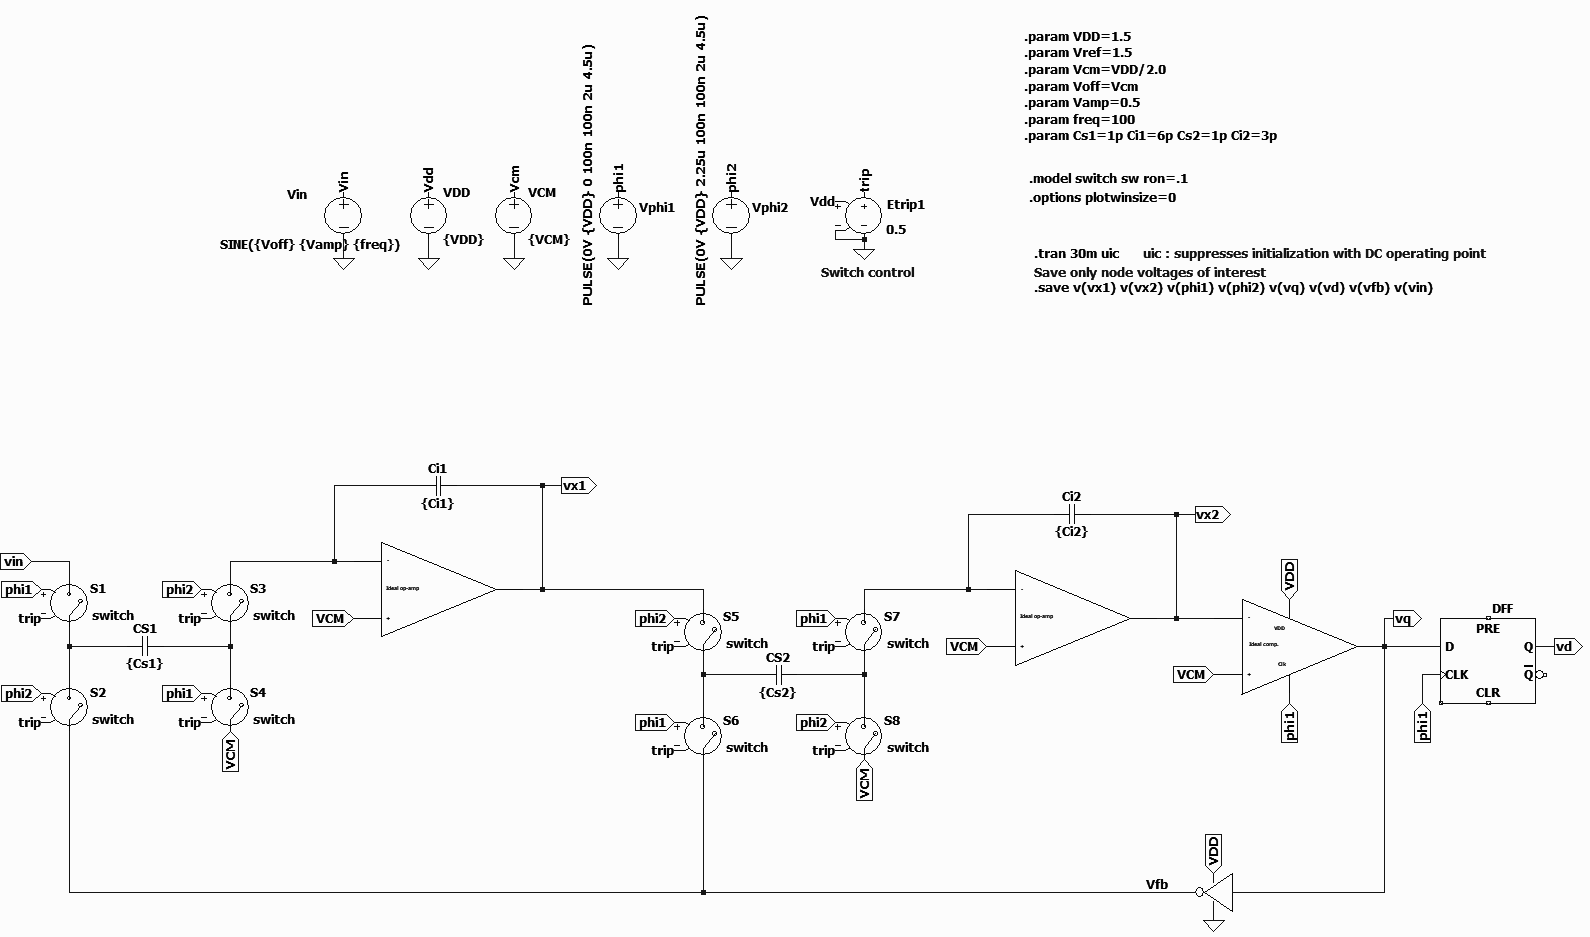 .param VDD=1.5
.param Vref=1.5
.param Vcm=VDD/2.0
.param Voff=Vcm
.param Vamp=0.5
.param freq=100
.param Cs1=1p Ci1=6p Cs2=1p Ci2=3p
.model switch sw ron=.1
.options plotwinsize=0
.tran 30m uic uic : suppresses initialization with DC operating point
Save only node voltages of interest
.save v(vx1) v(vx2) v(phi1) v(phi2) v(vq) v(vd) v(vfb) v(vin)
Vin
Vin
SINE({Voff} {Vamp} {freq})
Vdd
VDD
{VDD}
Vcm
VCM
{VCM}
PULSE(0V {VDD} 0 100n 100n 2u 4.5u)
phi1
Vphi1
PULSE(0V {VDD} 2.25u 100n 100n 2u 4.5u)
phi2
Vphi2
trip
Vdd
Etrip1
0.5
Switch control
vin
phi1
S1
trip
switch
phi2
S3
trip
switch
CS1
{Cs1}
phi2
S2
trip
switch
phi1
S4
trip
switch
VCM
Ci1
{Ci1}
vx1
Ideal op-amp
VCM
phi2
S5
trip
switch
phi1
S7
trip
switch
CS2
{Cs2}
phi1
S6
trip
switch
phi2
S8
trip
switch
VCM
Ci2
{Ci2}
vx2
Ideal op-amp
VCM
VDD
VDD
Ideal comp.
Clk
VCM
phi1
vq
DFF
PRE
D
Q
vd
CLK
Q
CLR
phi1
VDD
Vfb